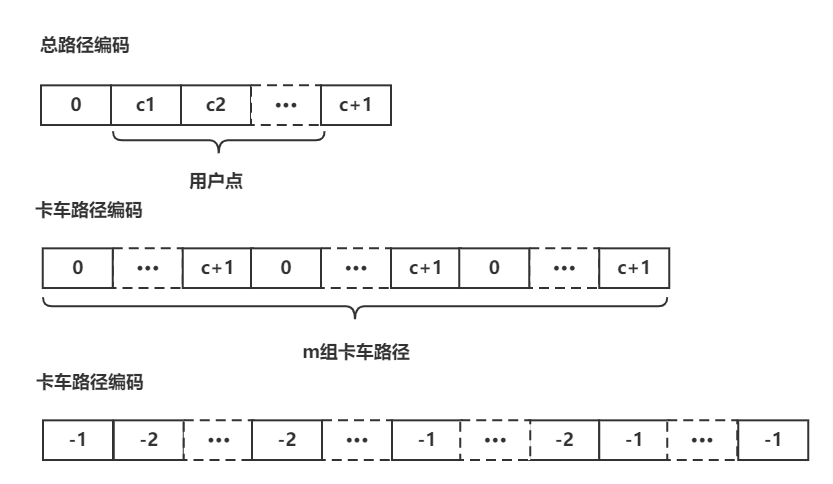 总路径编码
0 c1 c2 ••• c+1
用户点
卡车路径编码
0 ••• c+1 0 ••• c+1 0 ••• c+1
m组卡车路径
卡车路径编码
-1 -2 ••• -2 ••• -1 ••• -2 -1 ••• -1